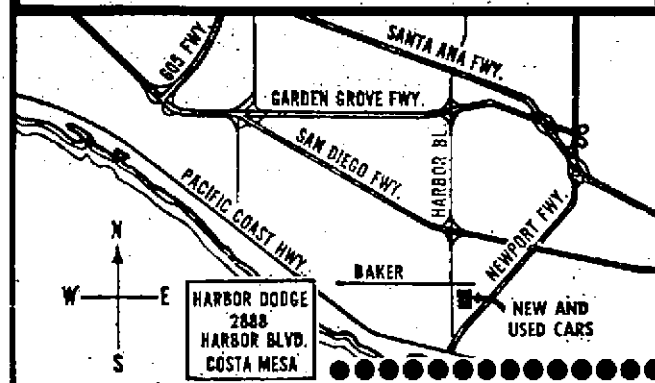 SANTA ANA FWY.
605 FWY.
GARDEN GROVE FWY.
SAN DIEGO FWY.
HARBOR BL.
PACIFIC COAST HWY.
NEWPORT FWY.
N
W E
S
BAKER
HARBOR DODGE
2888
HARBOR BLVD.
COSTA MESA
NEW AND
USED CARS